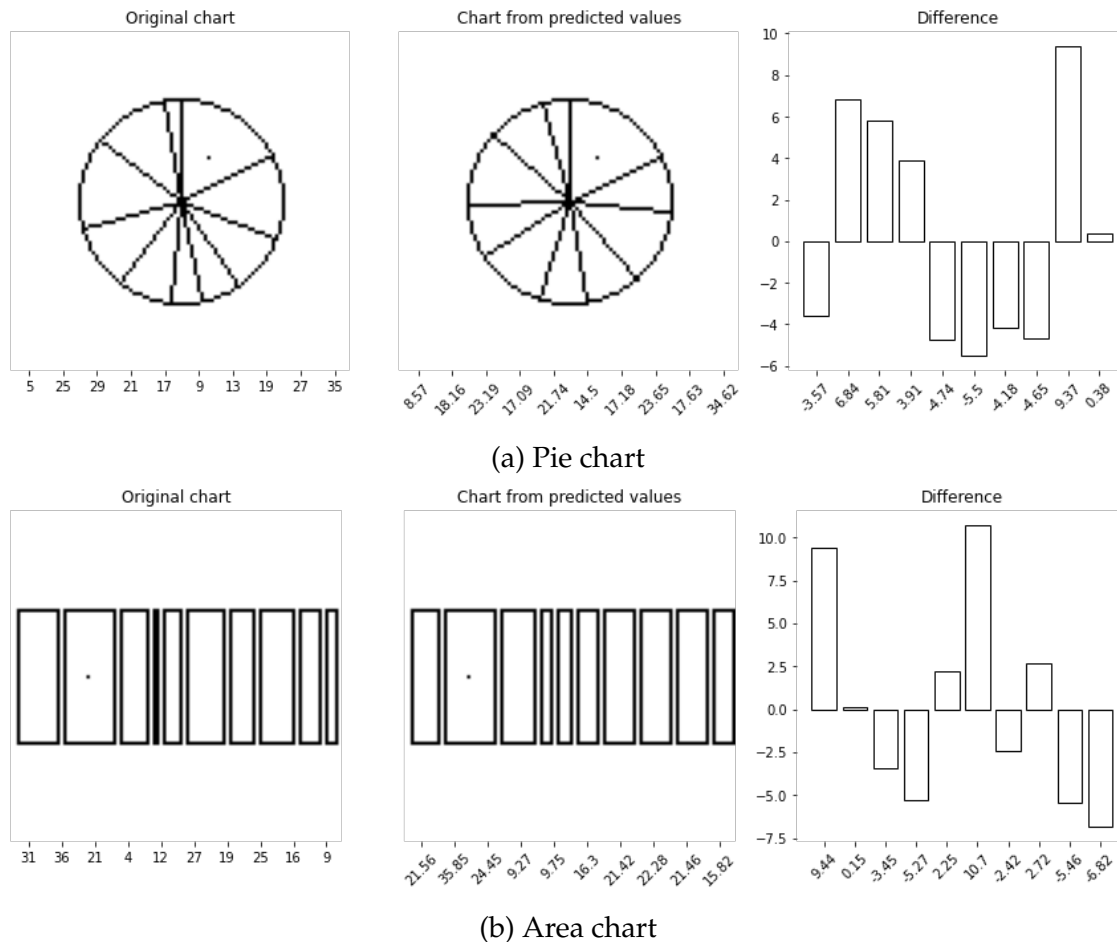 Original chart
Chart from predicted values
Difference
10
8
6
4
2
0
−2
−4
−6
5 25 29 21 17 9 13 19 27 35
8.57 18.16 23.19 17.09 21.74 14.5 17.18 23.65 17.63 34.62
-3.57 6.84 5.81 3.91 -4.74 -5.5 -4.18 -4.65 9.37 0.38
(a) Pie chart
Original chart
Chart from predicted values
Difference
10.0
7.5
5.0
2.5
0.0
−2.5
−5.0
−7.5
31 36 21 4 12 27 19 25 16 9
21.56 35.85 24.45 9.27 9.75 16.3 21.42 22.28 21.46 15.82
9.44 0.15 -3.45 -5.27 2.25 10.7 -2.42 2.72 -5.46 -6.82
(b) Area chart